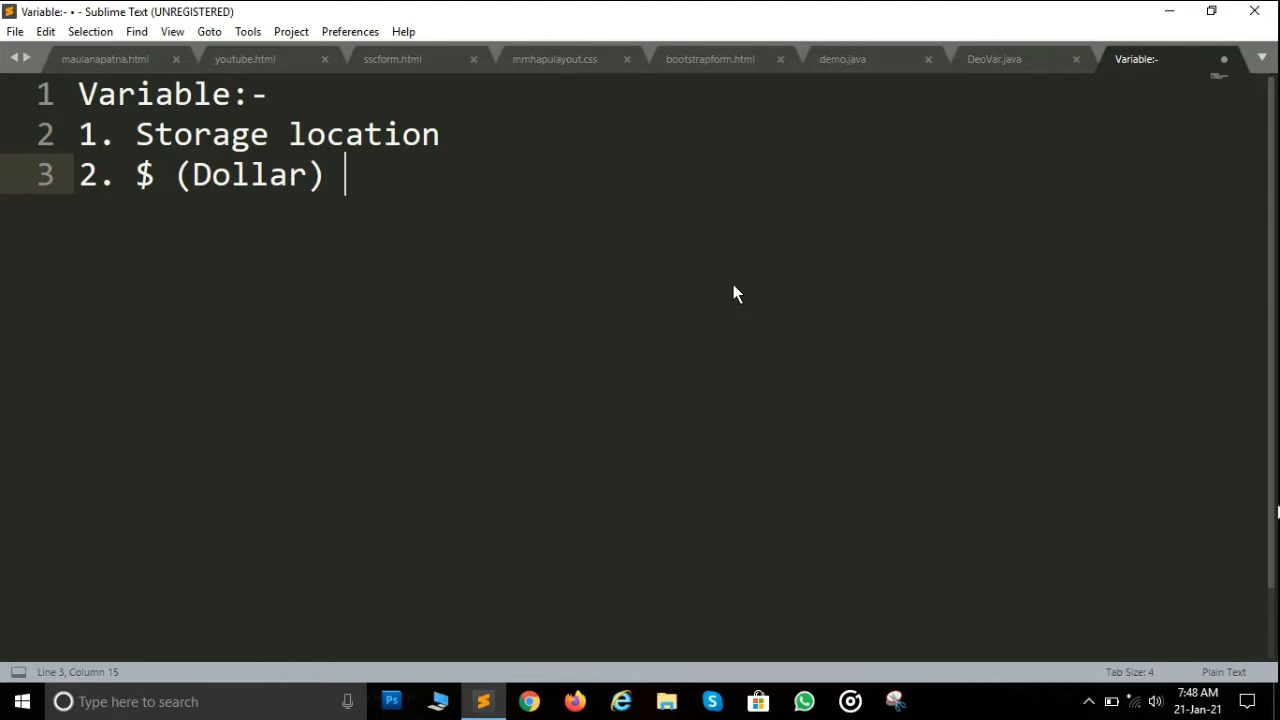 Variable:- • - Sublime Text (UNREGISTERED)
File Edit Selection Find View Goto Tools Project Preferences Help
maulanapatna.html youtube.html sscform.html mmhapulayout.css bootstrapform.html demo.java DeoVar.java Variable:-
1 Variable:-
2 1. Storage location
3 2. $ (Dollar)
Line 3, Column 15 Tab Size: 4 Plain Text
Type here to search 7:48 AM
21-Jan-21